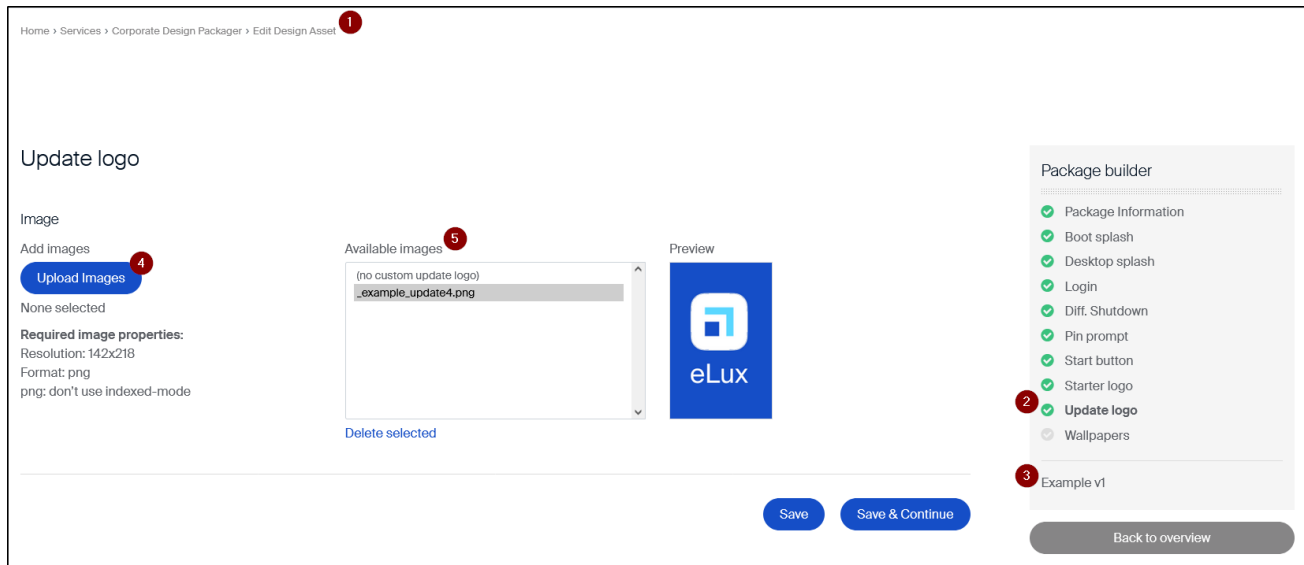 Home › Services › Corporate Design Packager › Edit Design Asset
1
Update logo
Image
Add images
4
Upload Images
None selected
Required image properties:
Resolution: 142x218
Format: png
png: don't use indexed-mode
Available images
5
(no custom update logo)
_example_update4.png
Delete selected
Preview
eLux
Save
Save & Continue
Package builder
Package Information
Boot splash
Desktop splash
Login
Diff. Shutdown
Pin prompt
Start button
Starter logo
2
Update logo
Wallpapers
3
Example v1
Back to overview